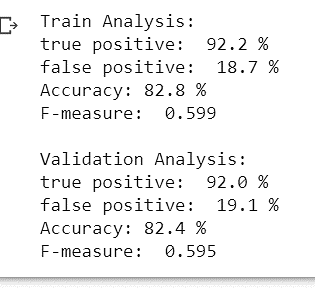 Train Analysis:
true positive:  92.2 %
false positive:  18.7 %
Accuracy: 82.8 %
F-measure:  0.599
Validation Analysis:
true positive:  92.0 %
false positive:  19.1 %
Accuracy: 82.4 %
F-measure:  0.595